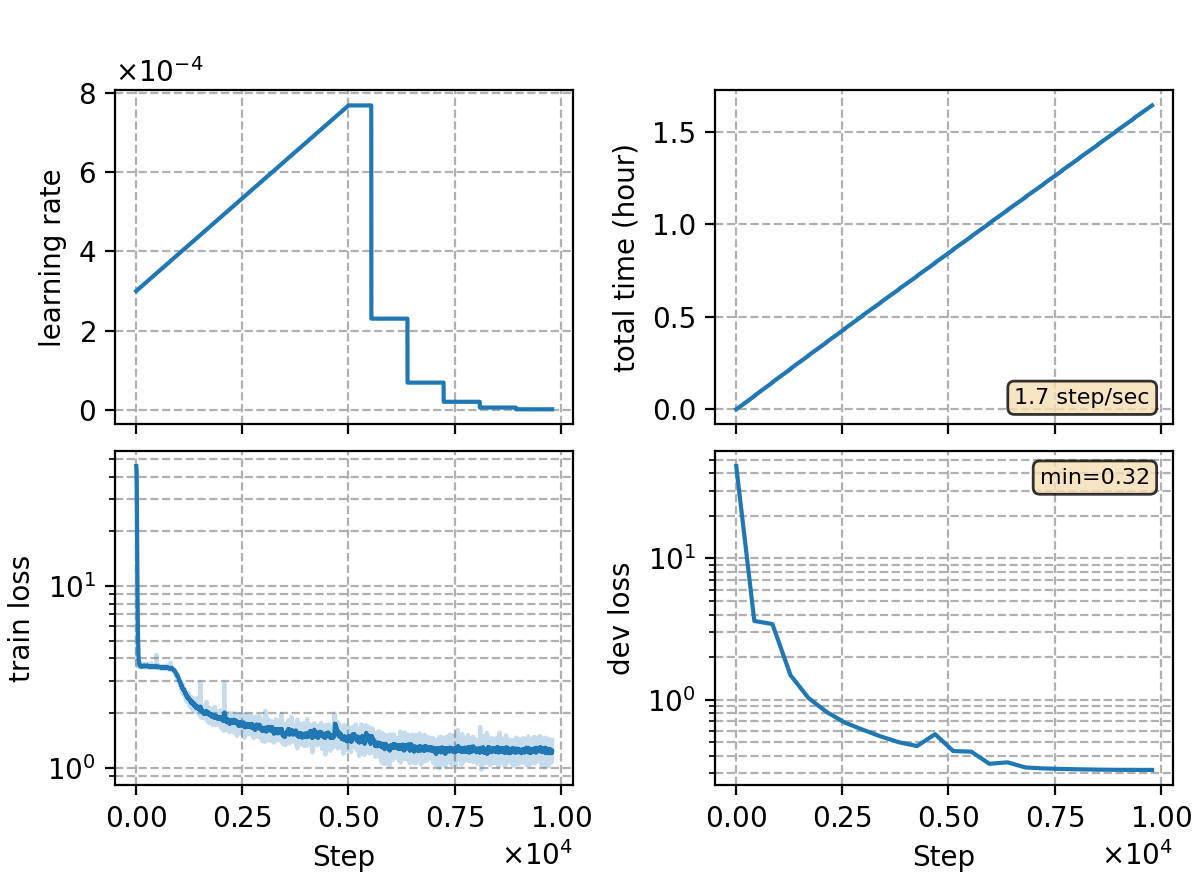 ×10⁻⁴
8
6
4
2
0
learning rate
1.5
1.0
0.5
0.0
total time (hour)
1.7 step/sec
10¹
10⁰
train loss
0.00 0.25 0.50 0.75 1.00
Step
×10⁴
min=0.32
10¹
10⁰
dev loss
0.00 0.25 0.50 0.75 1.00
Step
×10⁴